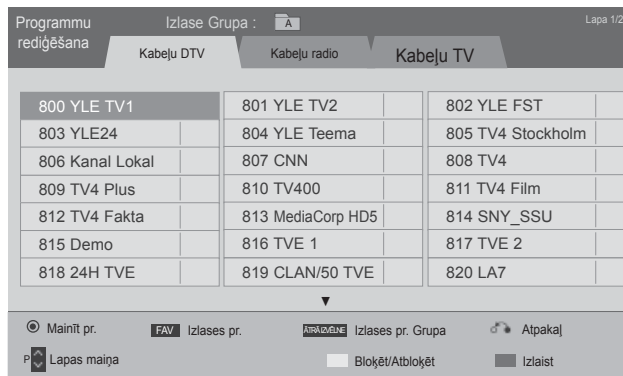 Programmu rediģēšana
Izlase Grupa : A
Lapa 1/2
Kabeļu DTV Kabeļu radio Kabeļu TV
800 YLE TV1 801 YLE TV2 802 YLE FST
803 YLE24 804 YLE Teema 805 TV4 Stockholm
806 Kanal Lokal 807 CNN 808 TV4
809 TV4 Plus 810 TV400 811 TV4 Film
812 TV4 Fakta 813 MediaCorp HD5 814 SNY_SSU
815 Demo 816 TVE 1 817 TVE 2
818 24H TVE 819 CLAN/50 TVE 820 LA7
Mainīt pr. FAV Izlases pr. ĀTRĀ IZVĒLNE Izlases pr. Grupa Atpakaļ
P Lapas maiņa Bloķēt/Atbloķēt Izlaist